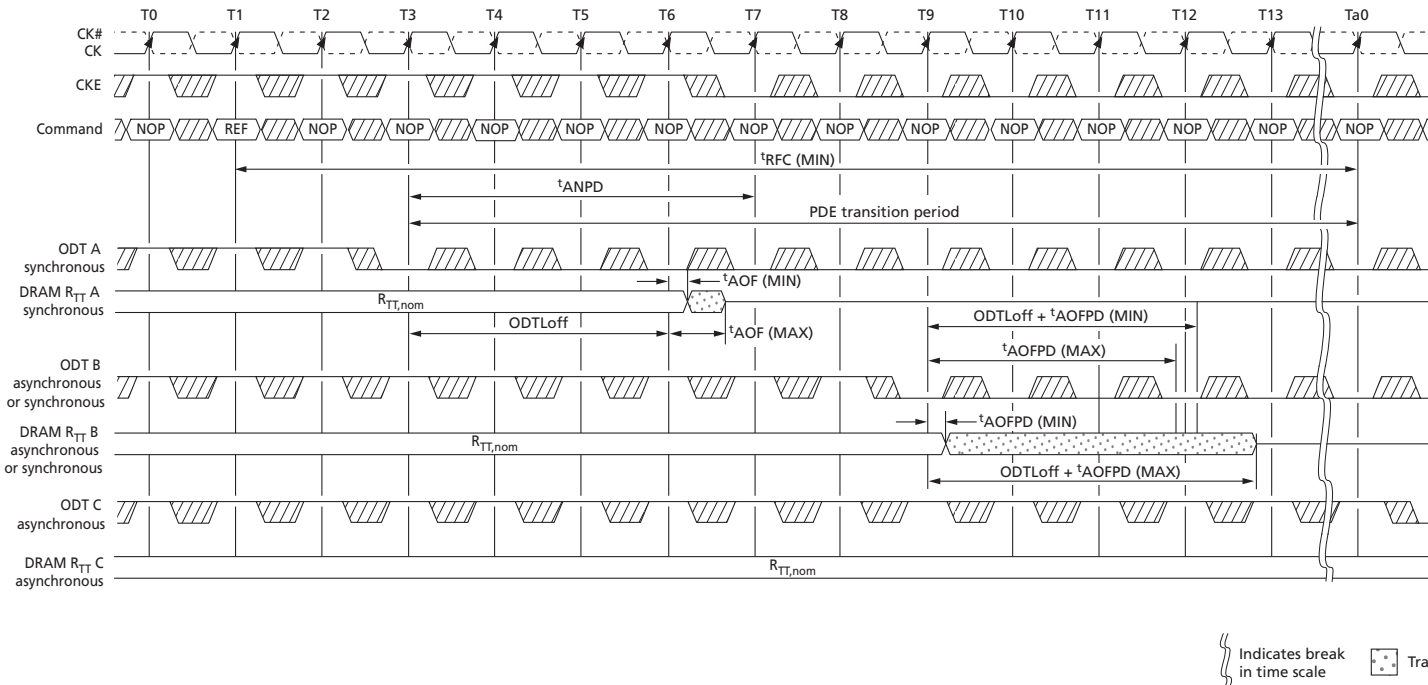 T0 T1 T2 T3 T4 T5 T6 T7 T8 T9 T10 T11 T12 T13 Ta0
CK#
CK
CKE
Command NOP REF NOP NOP NOP NOP NOP NOP NOP NOP NOP NOP NOP NOP NOP
tRFC (MIN)
tANPD
PDE transition period
ODT A
synchronous
tAOF (MIN)
DRAM RTT A
synchronous
RTT,nom
ODTLoff
tAOF (MAX)
ODTLoff + tAOFPD (MIN)
tAOFPD (MAX)
ODT B
asynchronous
or synchronous
tAOFPD (MIN)
DRAM RTT B
asynchronous
or synchronous
RTT,nom
ODTLoff + tAOFPD (MAX)
ODT C
asynchronous
DRAM RTT C
asynchronous
RTT,nom
Indicates break
in time scale
Tra